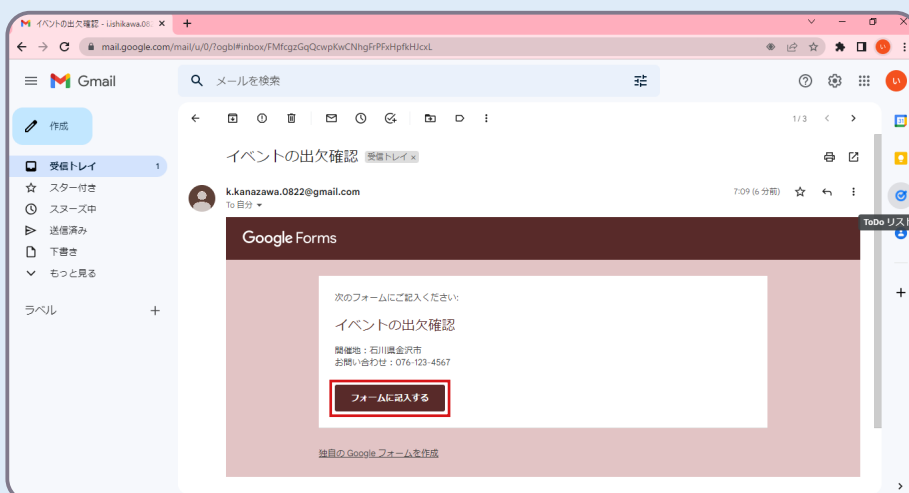 イベントの出欠確認 - i.ishikawa.08
mail.google.com/mail/u/0/?ogbl#inbox/FMfcgzGqQcwpKwCNhgFrPFxHpfkHJcxL
い
Gmail
メールを検索
い
作成
1/3
受信トレイ 1
スター付き
スヌーズ中
送信済み
下書き
もっと見る
ラベル
イベントの出欠確認 受信トレイ ×
k.kanazawa.0822@gmail.com 7:09 (6 分前)
To 自分
ToDo リスト
Google Forms
次のフォームにご記入ください:
イベントの出欠確認
開催地：石川県金沢市
お問い合わせ：076-123-4567
フォームに記入する
独自の Google フォームを作成